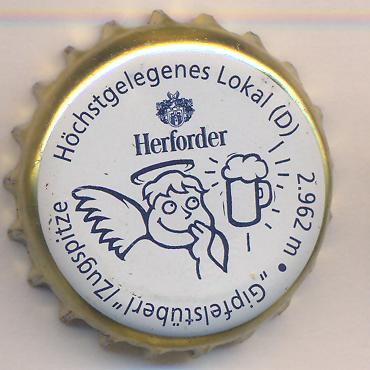 Höchstgelegenes Lokal (D)
2.962 m • „Gipfelstüberl"/Zugspitze
Herforder